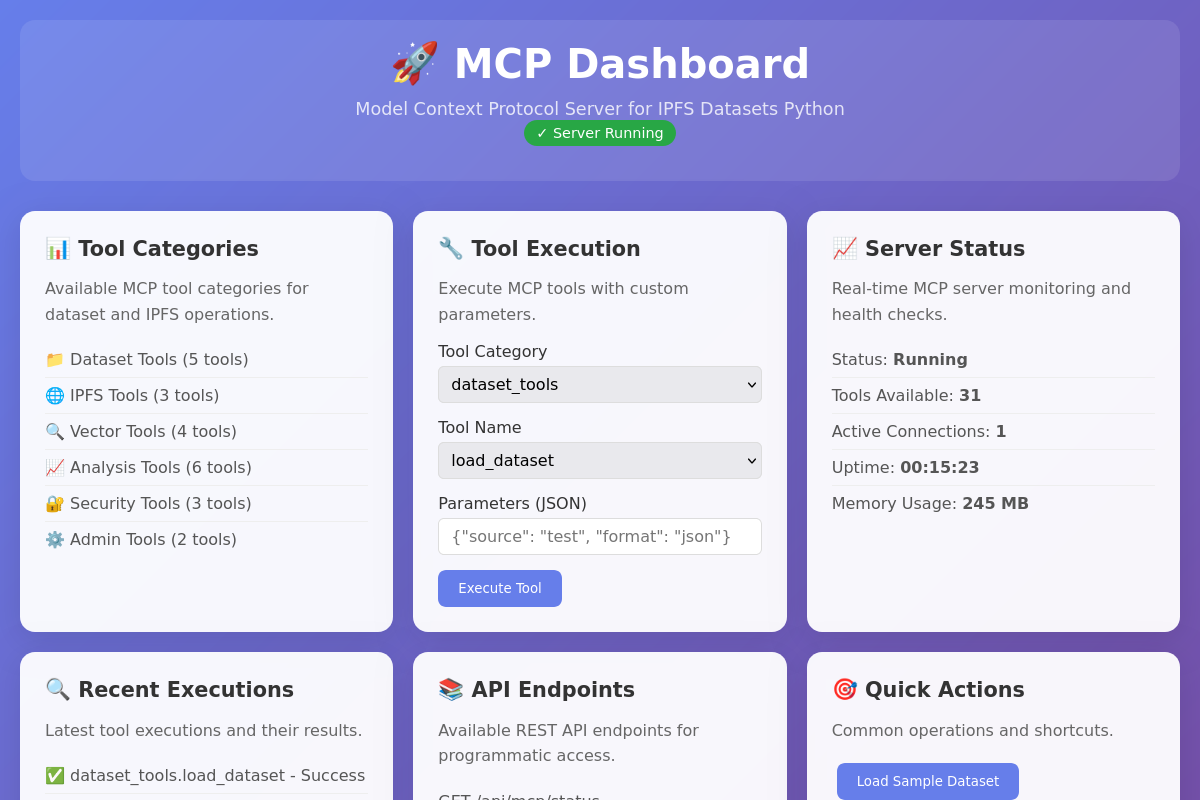 🚀 MCP Dashboard
Model Context Protocol Server for IPFS Datasets Python
✓ Server Running
📊 Tool Categories
Available MCP tool categories for
dataset and IPFS operations.
📁 Dataset Tools (5 tools)
🌐 IPFS Tools (3 tools)
🔍 Vector Tools (4 tools)
📈 Analysis Tools (6 tools)
🔐 Security Tools (3 tools)
⚙️ Admin Tools (2 tools)
🔧 Tool Execution
Execute MCP tools with custom
parameters.
Tool Category
dataset_tools
Tool Name
load_dataset
Parameters (JSON)
{"source": "test", "format": "json"}
Execute Tool
📈 Server Status
Real-time MCP server monitoring and
health checks.
Status: Running
Tools Available: 31
Active Connections: 1
Uptime: 00:15:23
Memory Usage: 245 MB
🔍 Recent Executions
Latest tool executions and their results.
✅ dataset_tools.load_dataset - Success
📚 API Endpoints
Available REST API endpoints for
programmatic access.
GET /api/mcp/status
🎯 Quick Actions
Common operations and shortcuts.
Load Sample Dataset